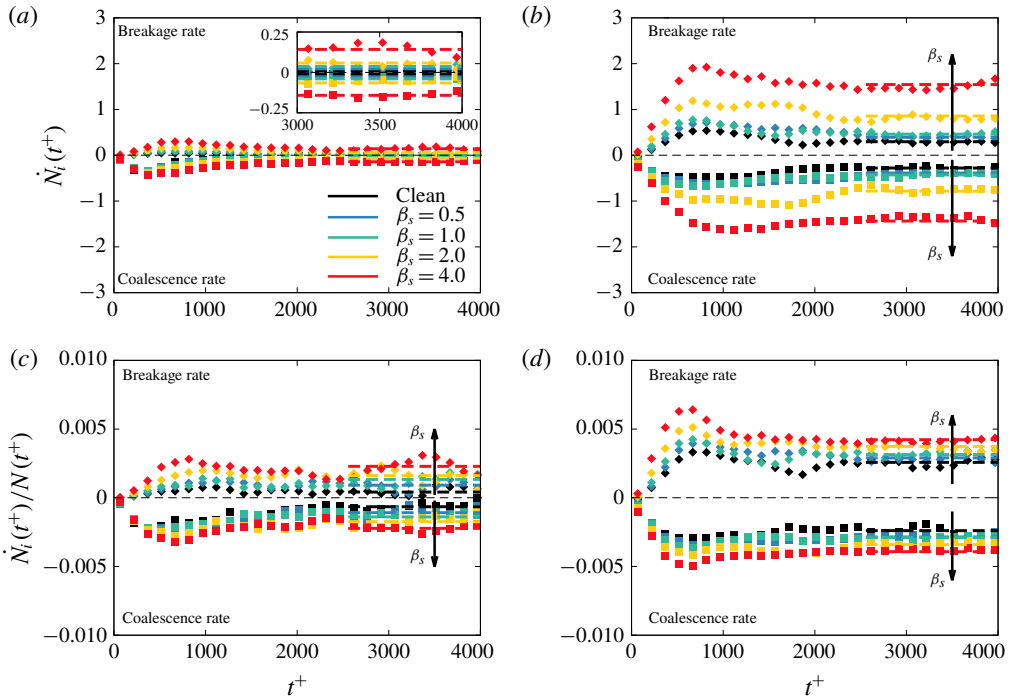 (a)
3
2
1
0
−1
−2
−3
Ṅᵢ(t⁺)
Breakage rate
Coalescence rate
0.25
0
−0.25
3000 3500 4000
Clean
βₛ = 0.5
βₛ = 1.0
βₛ = 2.0
βₛ = 4.0
0 1000 2000 3000 4000
(b)
3
2
1
0
−1
−2
−3
Breakage rate
βₛ
βₛ
Coalescence rate
0 1000 2000 3000 4000
(c)
0.010
0.005
0
−0.005
−0.010
Ṅᵢ(t⁺)/N(t⁺)
Breakage rate
βₛ
βₛ
Coalescence rate
0 1000 2000 3000 4000
t⁺
(d)
0.010
0.005
0
−0.005
−0.010
Breakage rate
βₛ
βₛ
Coalescence rate
0 1000 2000 3000 4000
t⁺